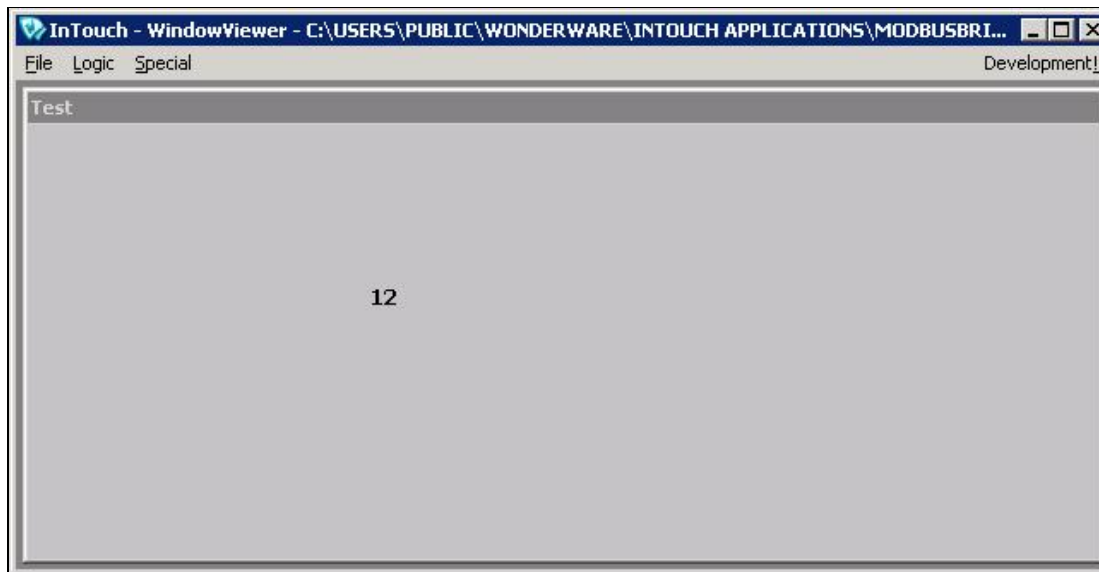 InTouch - WindowViewer - C:\USERS\PUBLIC\WONDERWARE\INTOUCH APPLICATIONS\MODBUSBRI...
File Logic Special Development!
Test
12